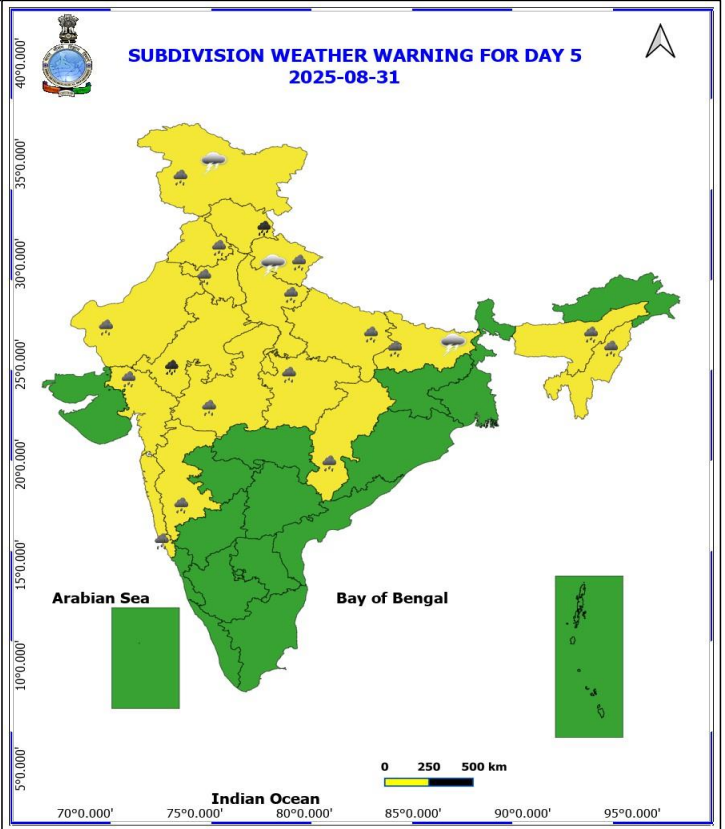 SUBDIVISION WEATHER WARNING FOR DAY 5
2025-08-31
40°0.000'
35°0.000'
30°0.000'
25°0.000'
20°0.000'
15°0.000'
10°0.000'
5°0.000'
Arabian Sea
Bay of Bengal
0 250 500 km
Indian Ocean
70°0.000' 75°0.000' 80°0.000' 85°0.000' 90°0.000' 95°0.000'